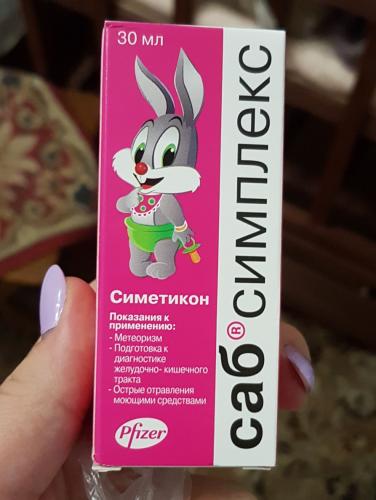 30 мл
Симетикон
Показания к
применению:
- Метеоризм
- Подготовка к
диагностике
желудочно- кишечного
тракта
- Острые отравления
моющими средствами
Pfizer
саб® симплекс